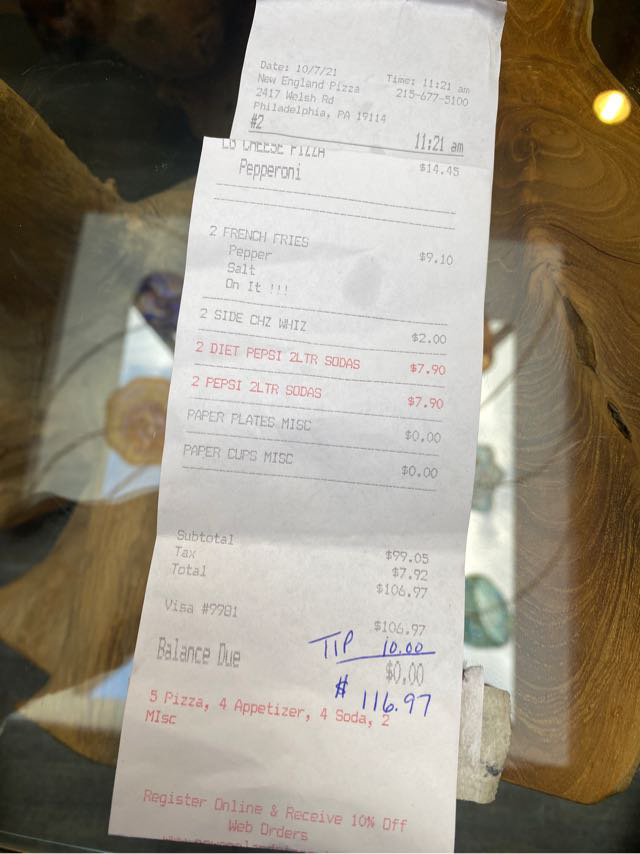 Date: 10/7/21 Time: 11:21 am
New England Pizza 215-677-5100
2417 Welsh Rd
Philadelphia, PA 19114
#2 11:21 am
LG CHEESE PIZZA $14.45
Pepperoni
2 FRENCH FRIES $9.10
Pepper
Salt
On It !!!
2 SIDE CHZ WHIZ $2.00
2 DIET PEPSI 2LTR SODAS $7.90
2 PEPSI 2LTR SODAS $7.90
PAPER PLATES MISC $0.00
PAPER CUPS MISC $0.00
Subtotal $99.05
Tax $7.92
Total $106.97
Visa #9981 $106.97
TIP 10.00
Balance Due $0.00
$ 116.97
5 Pizza, 4 Appetizer, 4 Soda, 2
MIsc
Register Online & Receive 10% Off
Web Orders